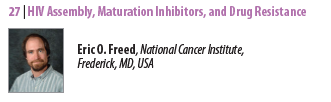 27 | HIV Assembly, Maturation Inhibitors, and Drug Resistance
Eric O. Freed, National Cancer Institute,
Frederick, MD, USA